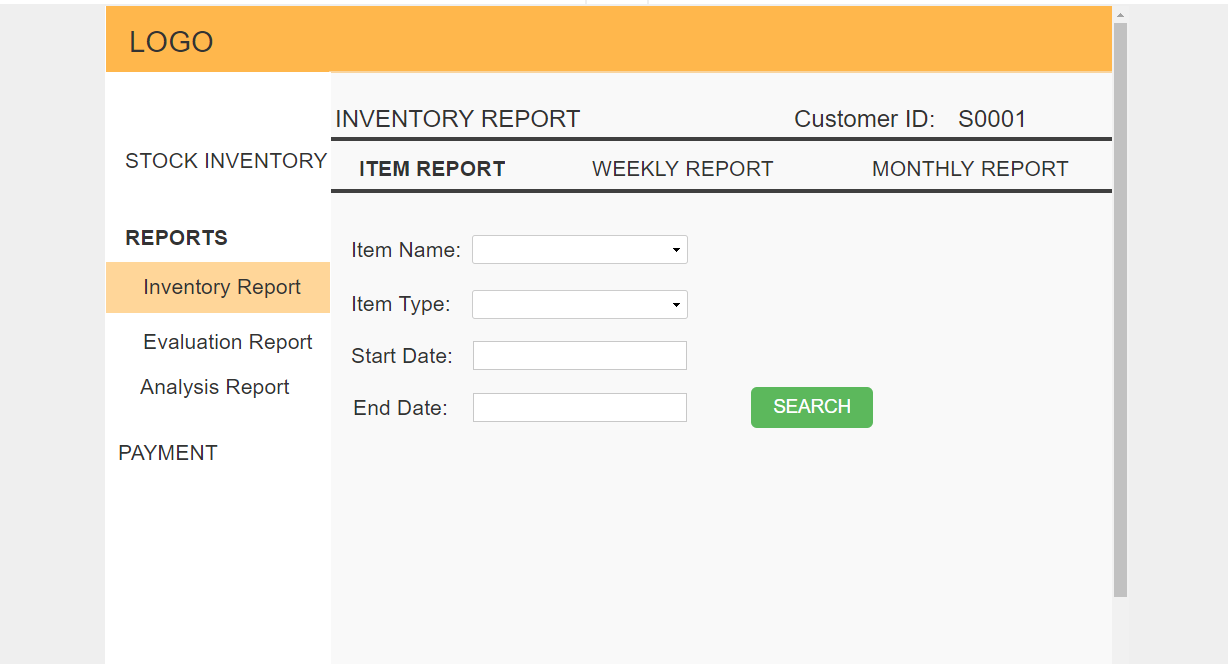 LOGO
INVENTORY REPORT Customer ID: S0001
STOCK INVENTORY
ITEM REPORT WEEKLY REPORT MONTHLY REPORT
REPORTS
Inventory Report
Evaluation Report
Analysis Report
PAYMENT
Item Name:
Item Type:
Start Date:
End Date:
SEARCH